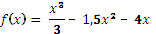 f(x) = x³/3 - 1,5x² - 4x